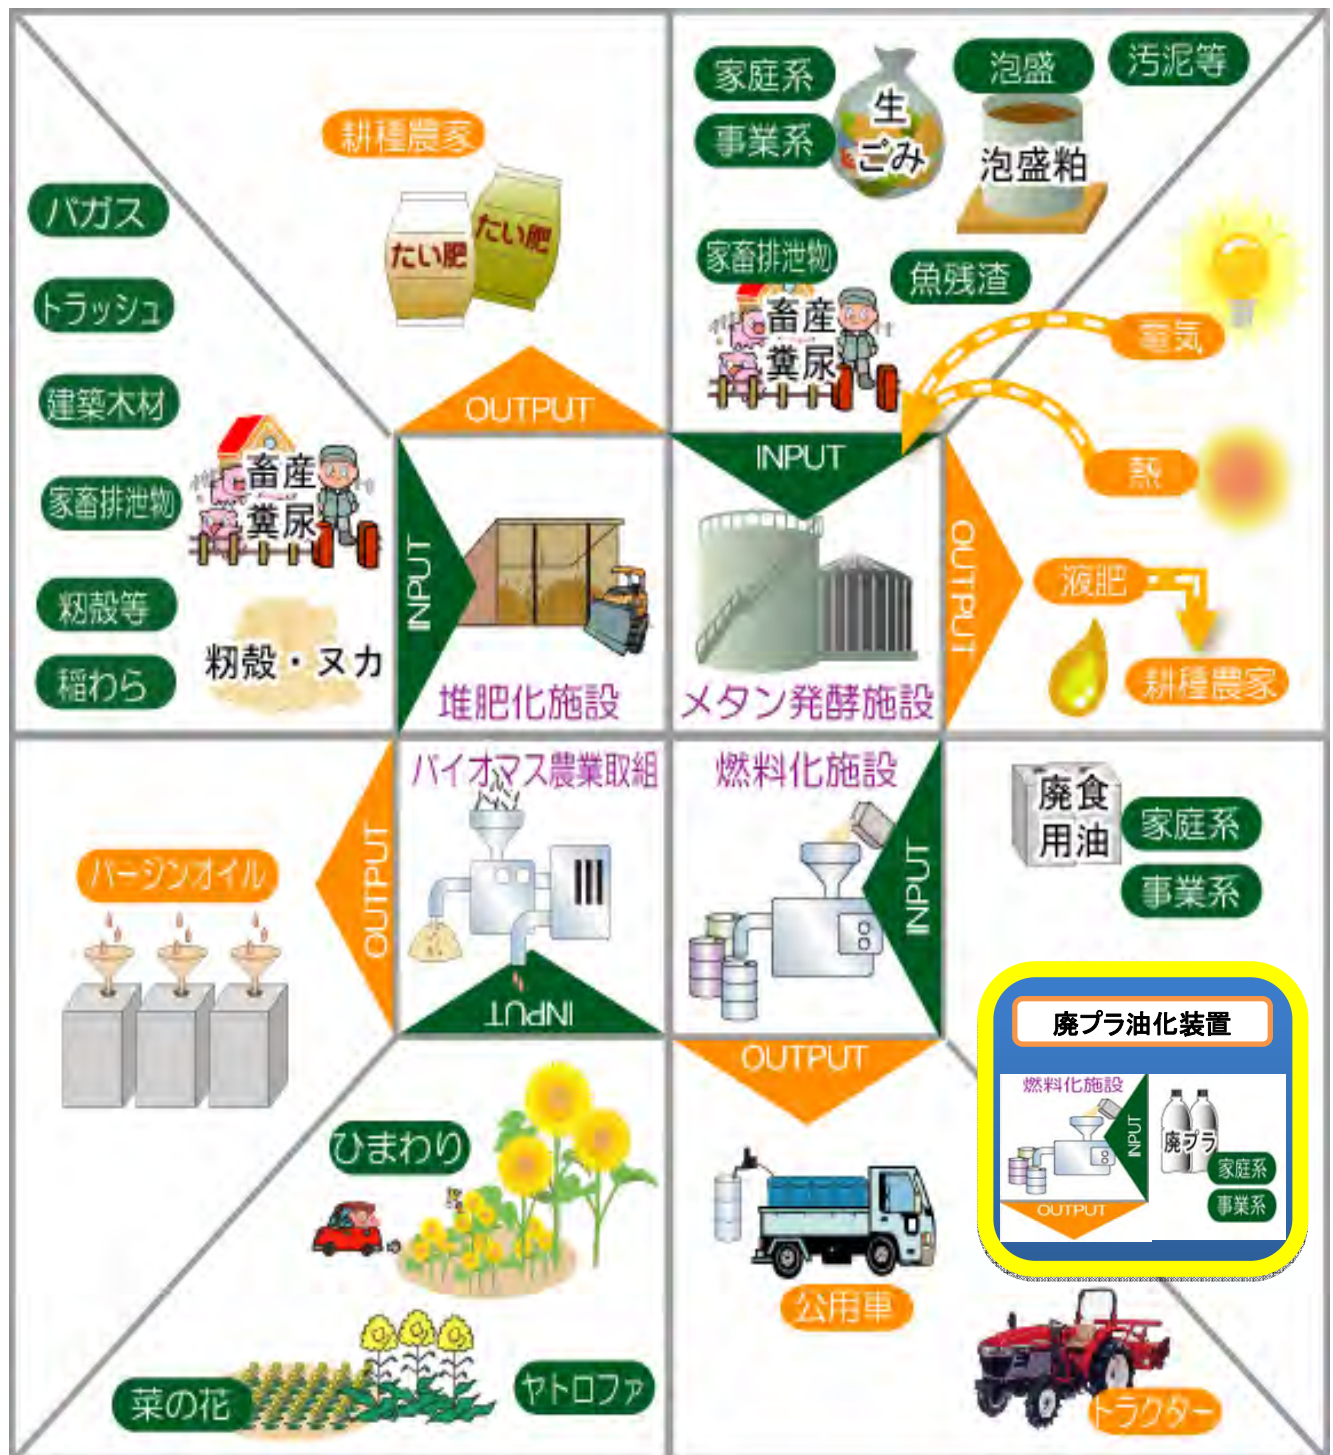 耕種農家
たい肥
たい肥
OUTPUT
バガス
トラッシュ
建築木材
家畜排泄物
籾殻等
稲わら
畜産
糞尿
籾殻・ヌカ
INPUT
堆肥化施設
家庭系
事業系
生
ごみ
泡盛
泡盛粕
汚泥等
家畜排泄物
畜産
糞尿
魚残渣
INPUT
メタン発酵施設
OUTPUT
電気
熱
液肥
耕種農家
バイオマス農業取組
OUTPUT
バージンオイル
INPUT
ひまわり
菜の花
ヤトロファ
燃料化施設
INPUT
廃食
用油
家庭系
事業系
OUTPUT
公用車
トラクター
廃プラ油化装置
燃料化施設
INPUT
廃プラ
家庭系
事業系
OUTPUT